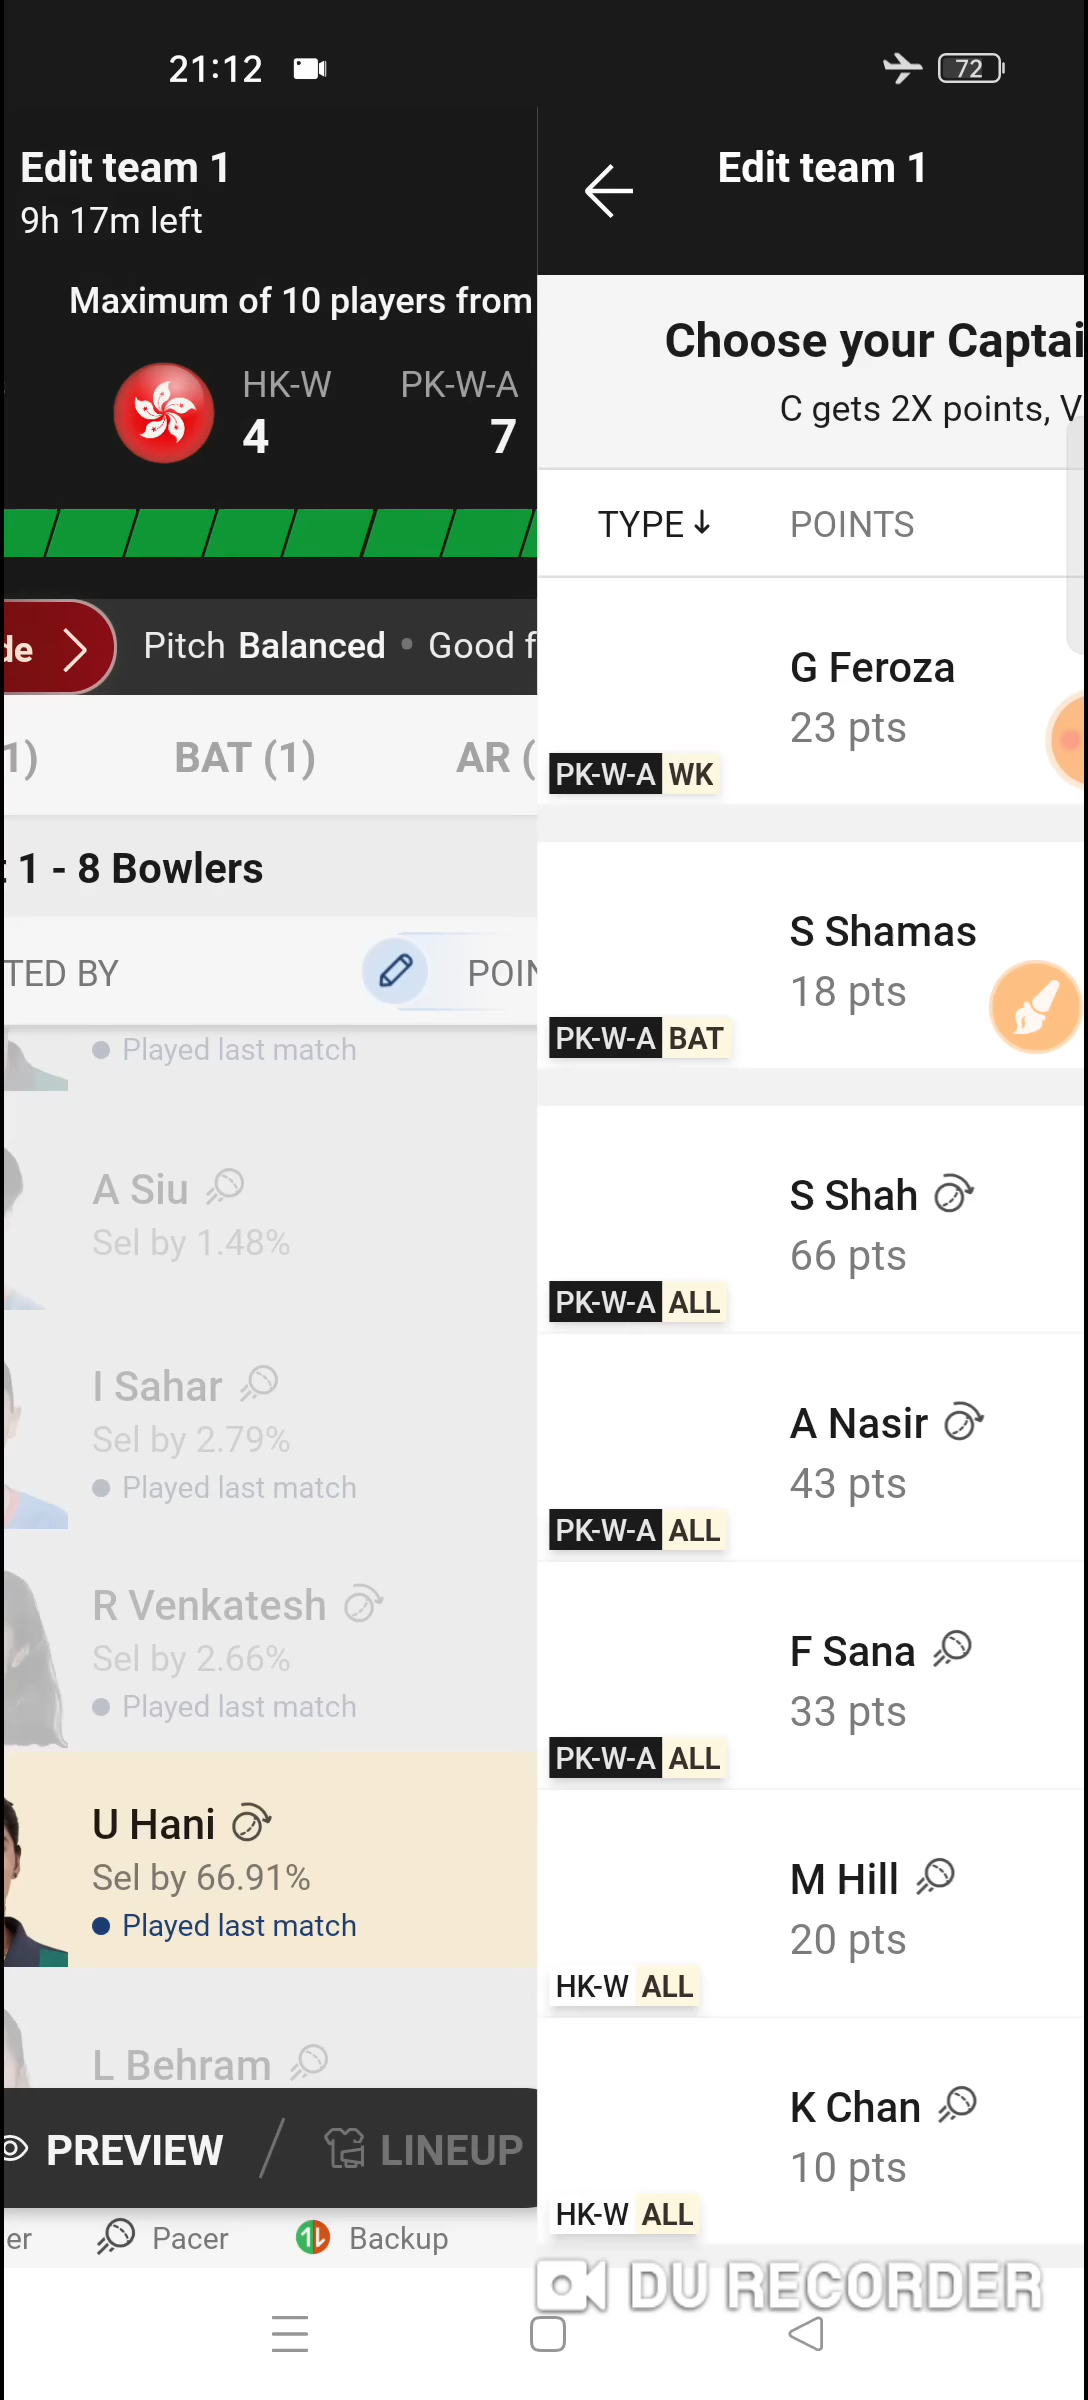 21:12
72
Edit team 1
9h 17m left
Maximum of 10 players from
HK-W
4
PK-W-A
7
de
Pitch Balanced • Good f
1)
BAT (1)
AR (
t 1 - 8 Bowlers
TED BY
POIN
Played last match
A Siu
Sel by 1.48%
I Sahar
Sel by 2.79%
Played last match
R Venkatesh
Sel by 2.66%
Played last match
U Hani
Sel by 66.91%
Played last match
L Behram
PREVIEW
LINEUP
er
Pacer
Backup
Edit team 1
Choose your Captai
C gets 2X points, V
TYPE
POINTS
G Feroza
23 pts
PK-W-A WK
S Shamas
18 pts
PK-W-A BAT
S Shah
66 pts
PK-W-A ALL
A Nasir
43 pts
PK-W-A ALL
F Sana
33 pts
PK-W-A ALL
M Hill
20 pts
HK-W ALL
K Chan
10 pts
HK-W ALL
DU RECORDER